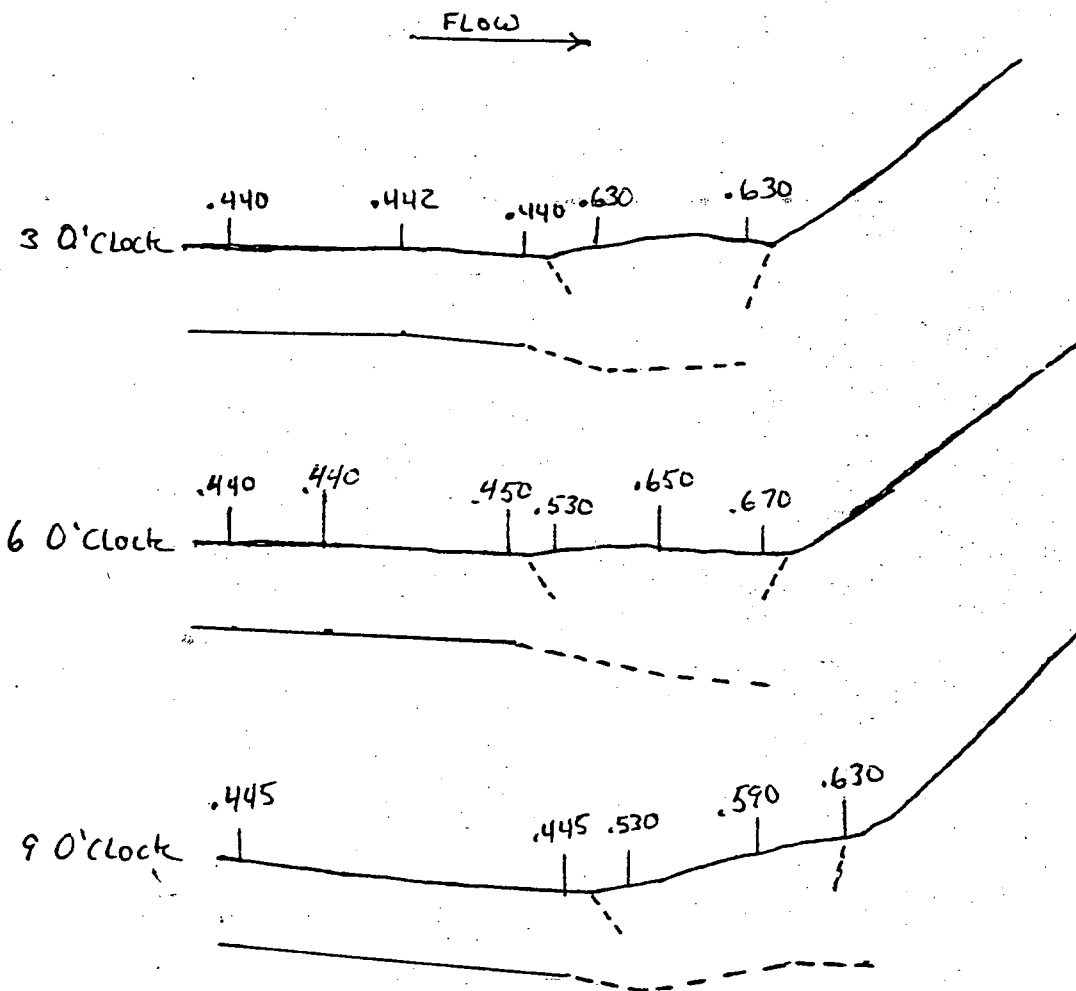 FLOW
.440 .442 .440 .630 .630
3 O'Clock
.440 .440 .450 .530 .650 .670
6 O'Clock
.445 .445 .530 .590 .630
9 O'Clock